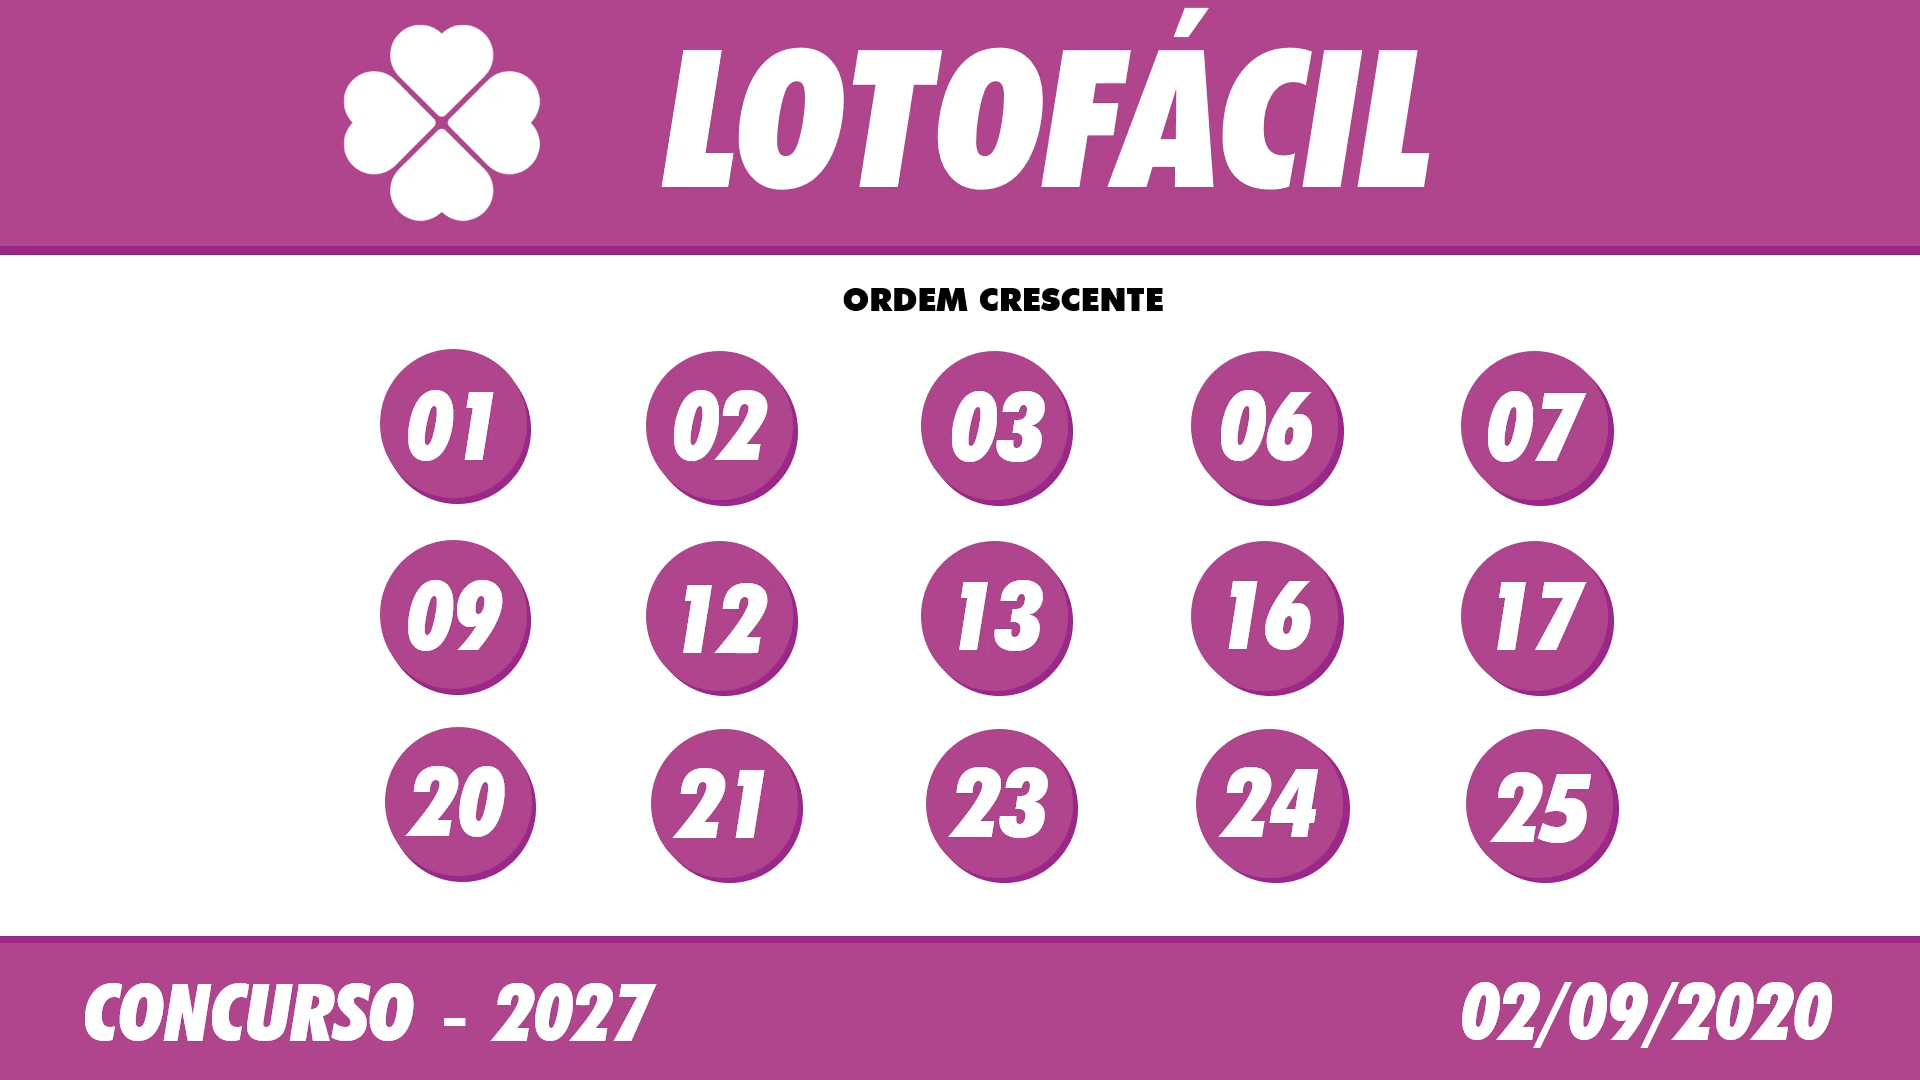 LOTOFÁCIL
ORDEM CRESCENTE
01 02 03 06 07
09 12 13 16 17
20 21 23 24 25
CONCURSO - 2027 02/09/2020